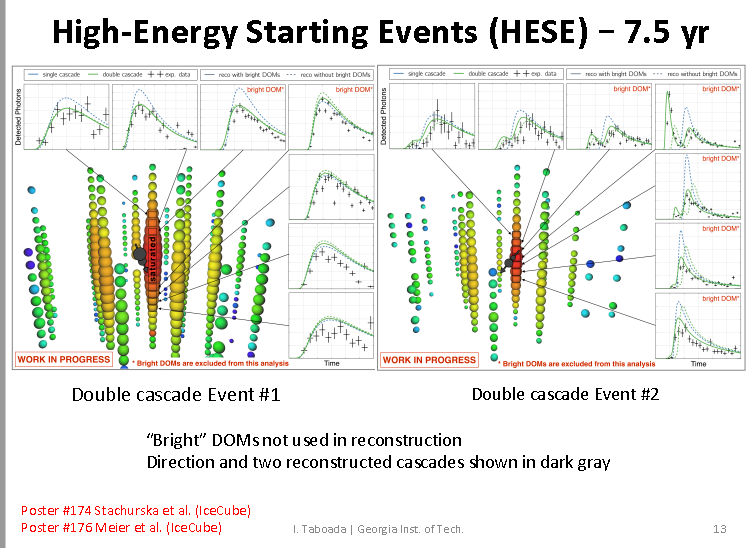 High-Energy Starting Events (HESE) – 7.5 yr
single cascade double cascade exp. data reco with bright DOMs reco without bright DOMs
single cascade double cascade exp. data reco with bright DOMs reco without bright DOMs
Detected Photons
bright DOM*
bright DOM*
Detected Photons
bright DOM*
bright DOM*
bright DOM*
bright DOM*
bright DOM*
saturated
WORK IN PROGRESS
* Bright DOMs are excluded from this analysis
Time
WORK IN PROGRESS
* Bright DOMs are excluded from this analysis
Time
Double cascade Event #1
Double cascade Event #2
“Bright” DOMs not used in reconstruction
Direction and two reconstructed cascades shown in dark gray
Poster #174 Stachurska et al. (IceCube)
Poster #176 Meier et al. (IceCube)
I. Taboada | Georgia Inst. of Tech.
13